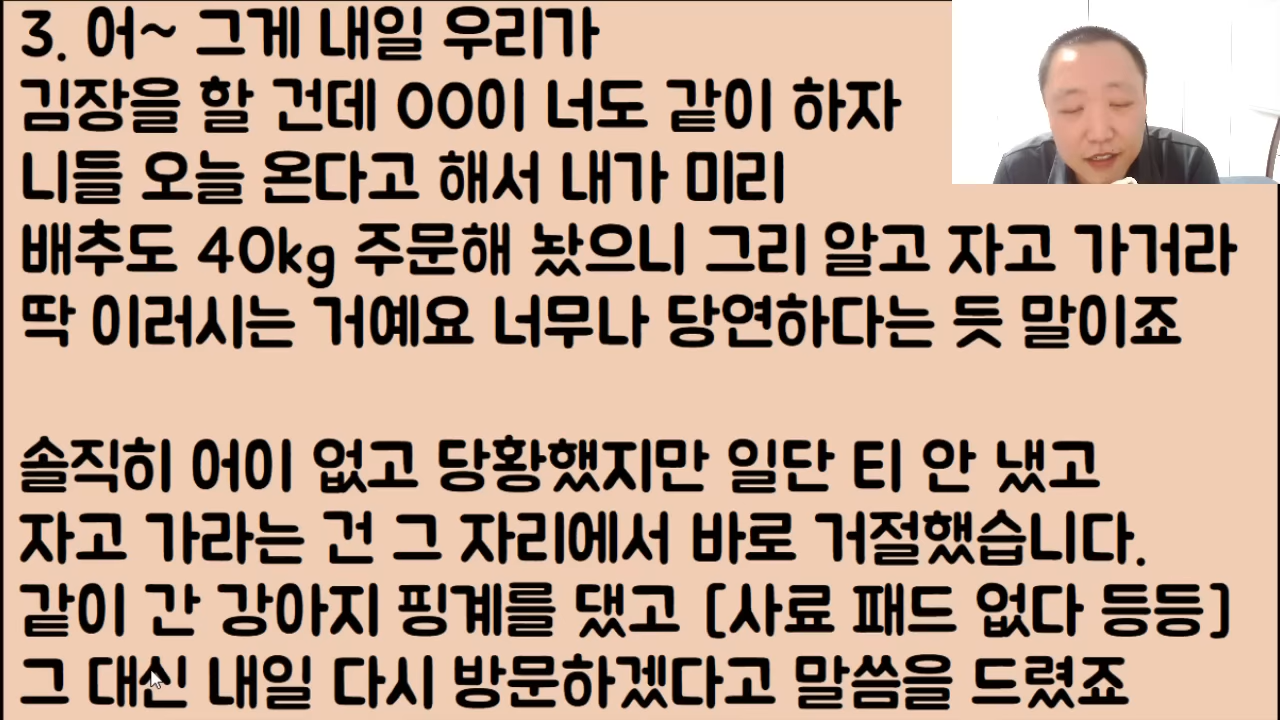 3. 어~ 그게 내일 우리가
김장을 할 건데 OO이 너도 같이 하자
니들 오늘 온다고 해서 내가 미리
배추도 40kg 주문해 놨으니 그리 알고 자고 가거라
딱 이러시는 거예요 너무나 당연하다는 듯 말이죠
솔직히 어이 없고 당황했지만 일단 티 안 냈고
자고 가라는 건 그 자리에서 바로 거절했습니다.
같이 간 강아지 핑계를 댔고 [사료 패드 없다 등등]
그 대신 내일 다시 방문하겠다고 말씀을 드렸죠